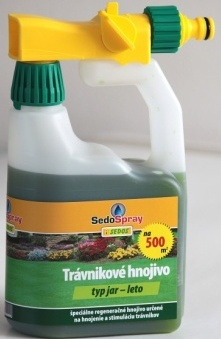 SedoSpray
SEDOS
na
500
m²
Trávnikové hnojivo
typ jar – leto
špeciálne regeneračné hnojivo určené
na hnojenie a stimuláciu trávnikov